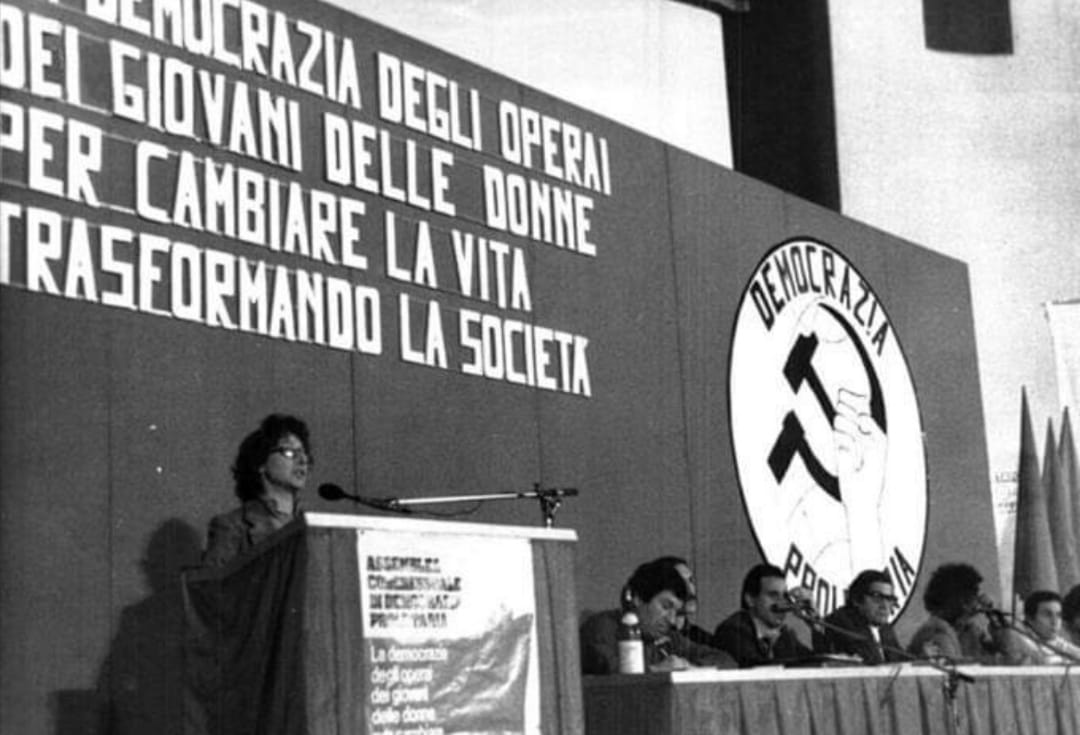 DEMOCRAZIA DEGLI OPERAI
DEI GIOVANI DELLE DONNE
PER CAMBIARE LA VITA
TRASFORMANDO LA SOCIETÀ
DEMOCRAZIA
ASSEMBLEA
CONGRESSUALE
DI DEMOCRAZIA
PROLETARIA
La democrazia
degli operai
dei giovani
delle donne